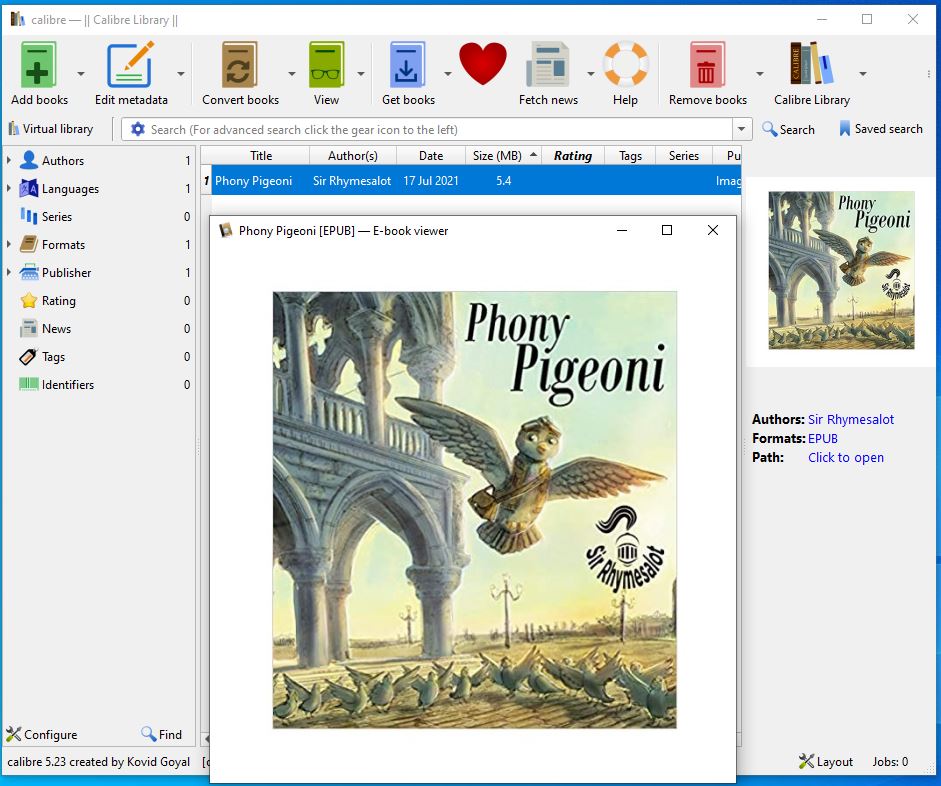 calibre — || Calibre Library ||
Add books
Edit metadata
Convert books
View
Get books
Fetch news
Help
Remove books
Calibre Library
CALIBRE
Virtual library
Search (For advanced search click the gear icon to the left)
Search
Saved search
Authors 1
Languages 1
Series 0
Formats 1
Publisher 1
Rating 0
News 0
Tags 0
Identifiers 0
Title Author(s) Date Size (MB) Rating Tags Series Pu
1 Phony Pigeoni Sir Rhymesalot 17 Jul 2021 5.4 Imag
Phony Pigeoni [EPUB] — E-book viewer
Phony
Pigeoni
Sir Rhymesalot
Phony
Pigeoni
Sir Rhymesalot
Authors: Sir Rhymesalot
Formats: EPUB
Path: Click to open
Configure
Find
calibre 5.23 created by Kovid Goyal
Layout
Jobs: 0